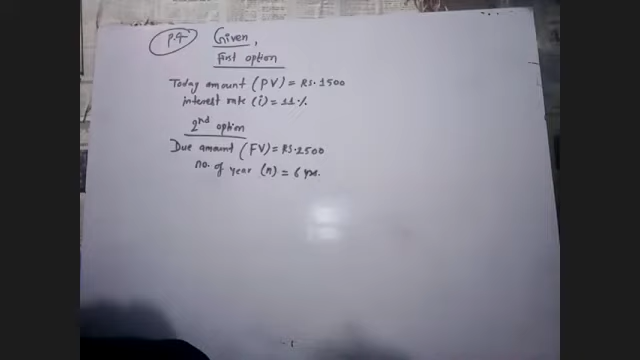 P.4 Given,
First option
Today amount (PV) = RS. 1500
interest rate (i) = 11%
2nd option
Due amount (FV) = RS. 2500
no. of year (n) = 6 yrs.